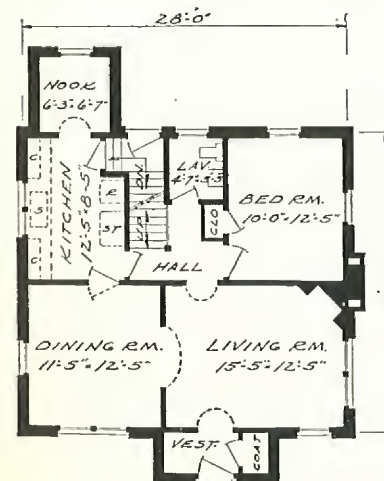 28'-0"
NOOK
6'-3"-6'-7"
C
S
C
KITCHEN
12'-5"-8'-5"
R
ST
DN.
UP
LAV.
4'-7"-5'-5"
CLO
BED RM.
10'-0"-12'-5"
HALL
DINING RM.
11'-5"-12'-5"
LIVING RM.
15'-5"-12'-5"
VEST.
COAT